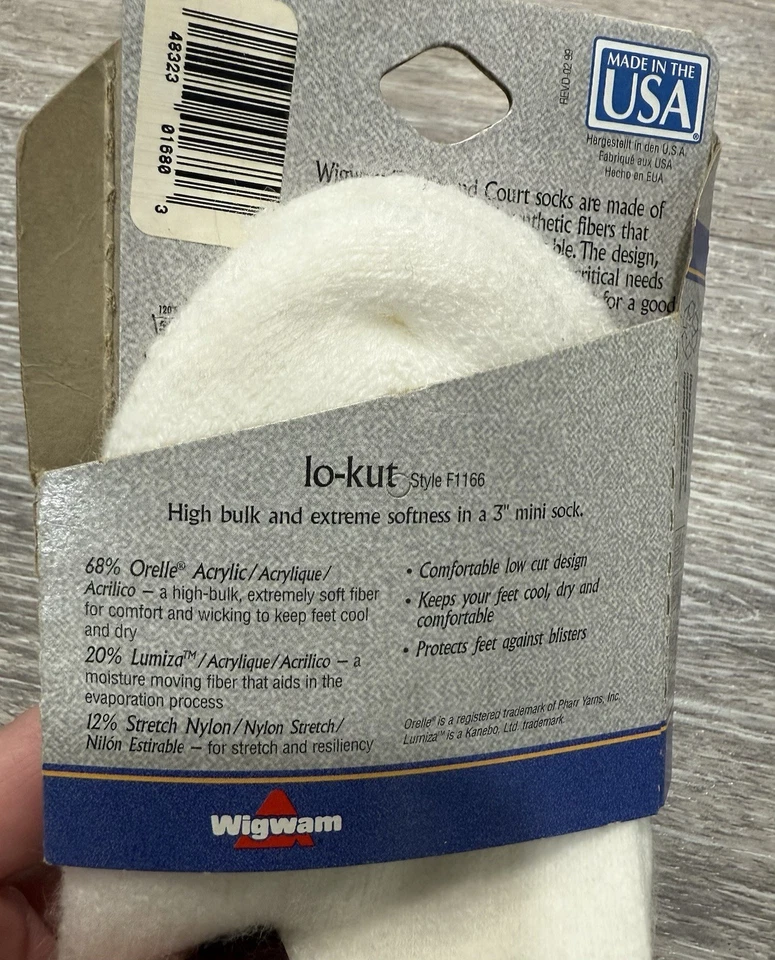 48323 01680 3
REVD-02 99
MADE IN THE
USA
Hergestellt in den U.S.A.
Fabriqué aux USA
Hecho en EUA
nd Court socks are made of
thetic fibers that
ble. The design,
critical needs
for a good
120°
lo-kut Style F1166
High bulk and extreme softness in a 3" mini sock.
68% Orelle® Acrylic/Acrylique/
Acrilico – a high-bulk, extremely soft fiber
for comfort and wicking to keep feet cool
and dry
20% Lumiza™/Acrylique/Acrilico – a
moisture moving fiber that aids in the
evaporation process
12% Stretch Nylon/Nylon Stretch/
Nilón Estirable – for stretch and resiliency
• Comfortable low cut design
• Keeps your feet cool, dry and
comfortable
• Protects feet against blisters
Orelle® is a registered trademark of Pharr Yarns, Inc.
Lumiza™ is a Kanebo, Ltd. trademark
Wigwam